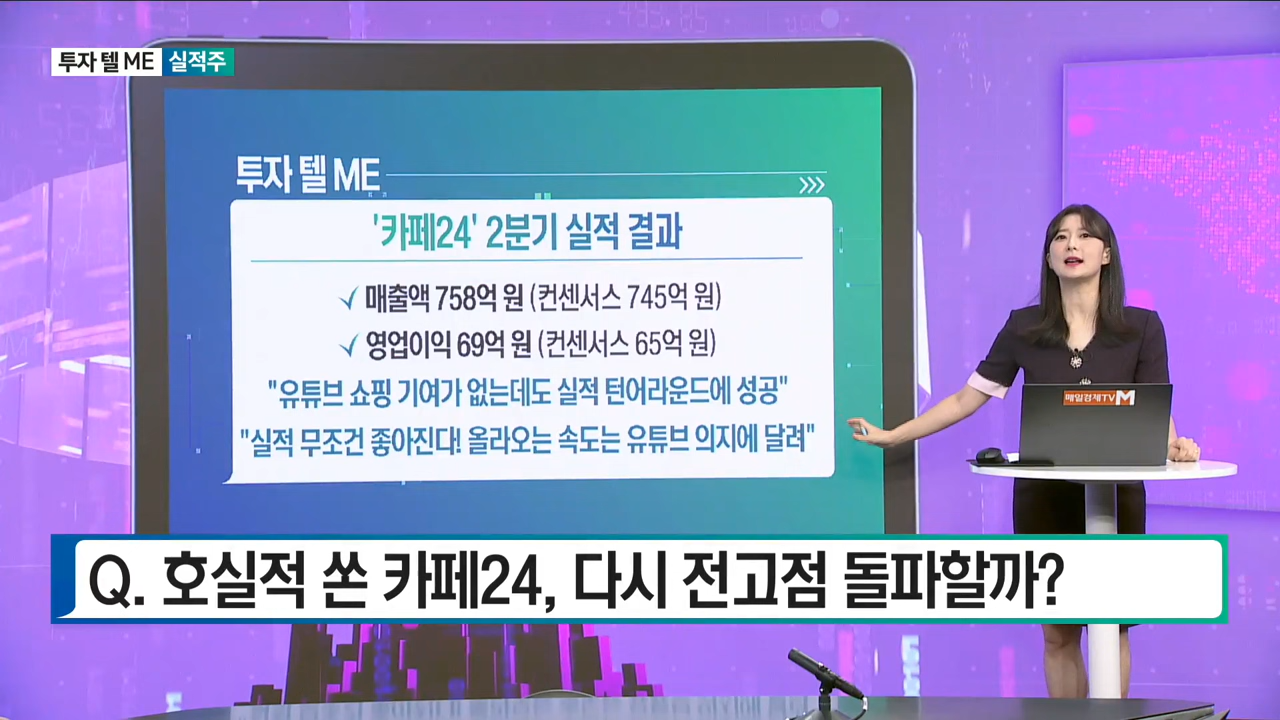 투자 텔 ME 실적주
투자 텔 ME
'카페24' 2분기 실적 결과
✓ 매출액 758억 원 (컨센서스 745억 원)
✓ 영업이익 69억 원 (컨센서스 65억 원)
"유튜브 쇼핑 기여가 없는데도 실적 턴어라운드에 성공"
"실적 무조건 좋아진다! 올라오는 속도는 유튜브 의지에 달려"
매일경제TV M
Q. 호실적 쏜 카페24, 다시 전고점 돌파할까?